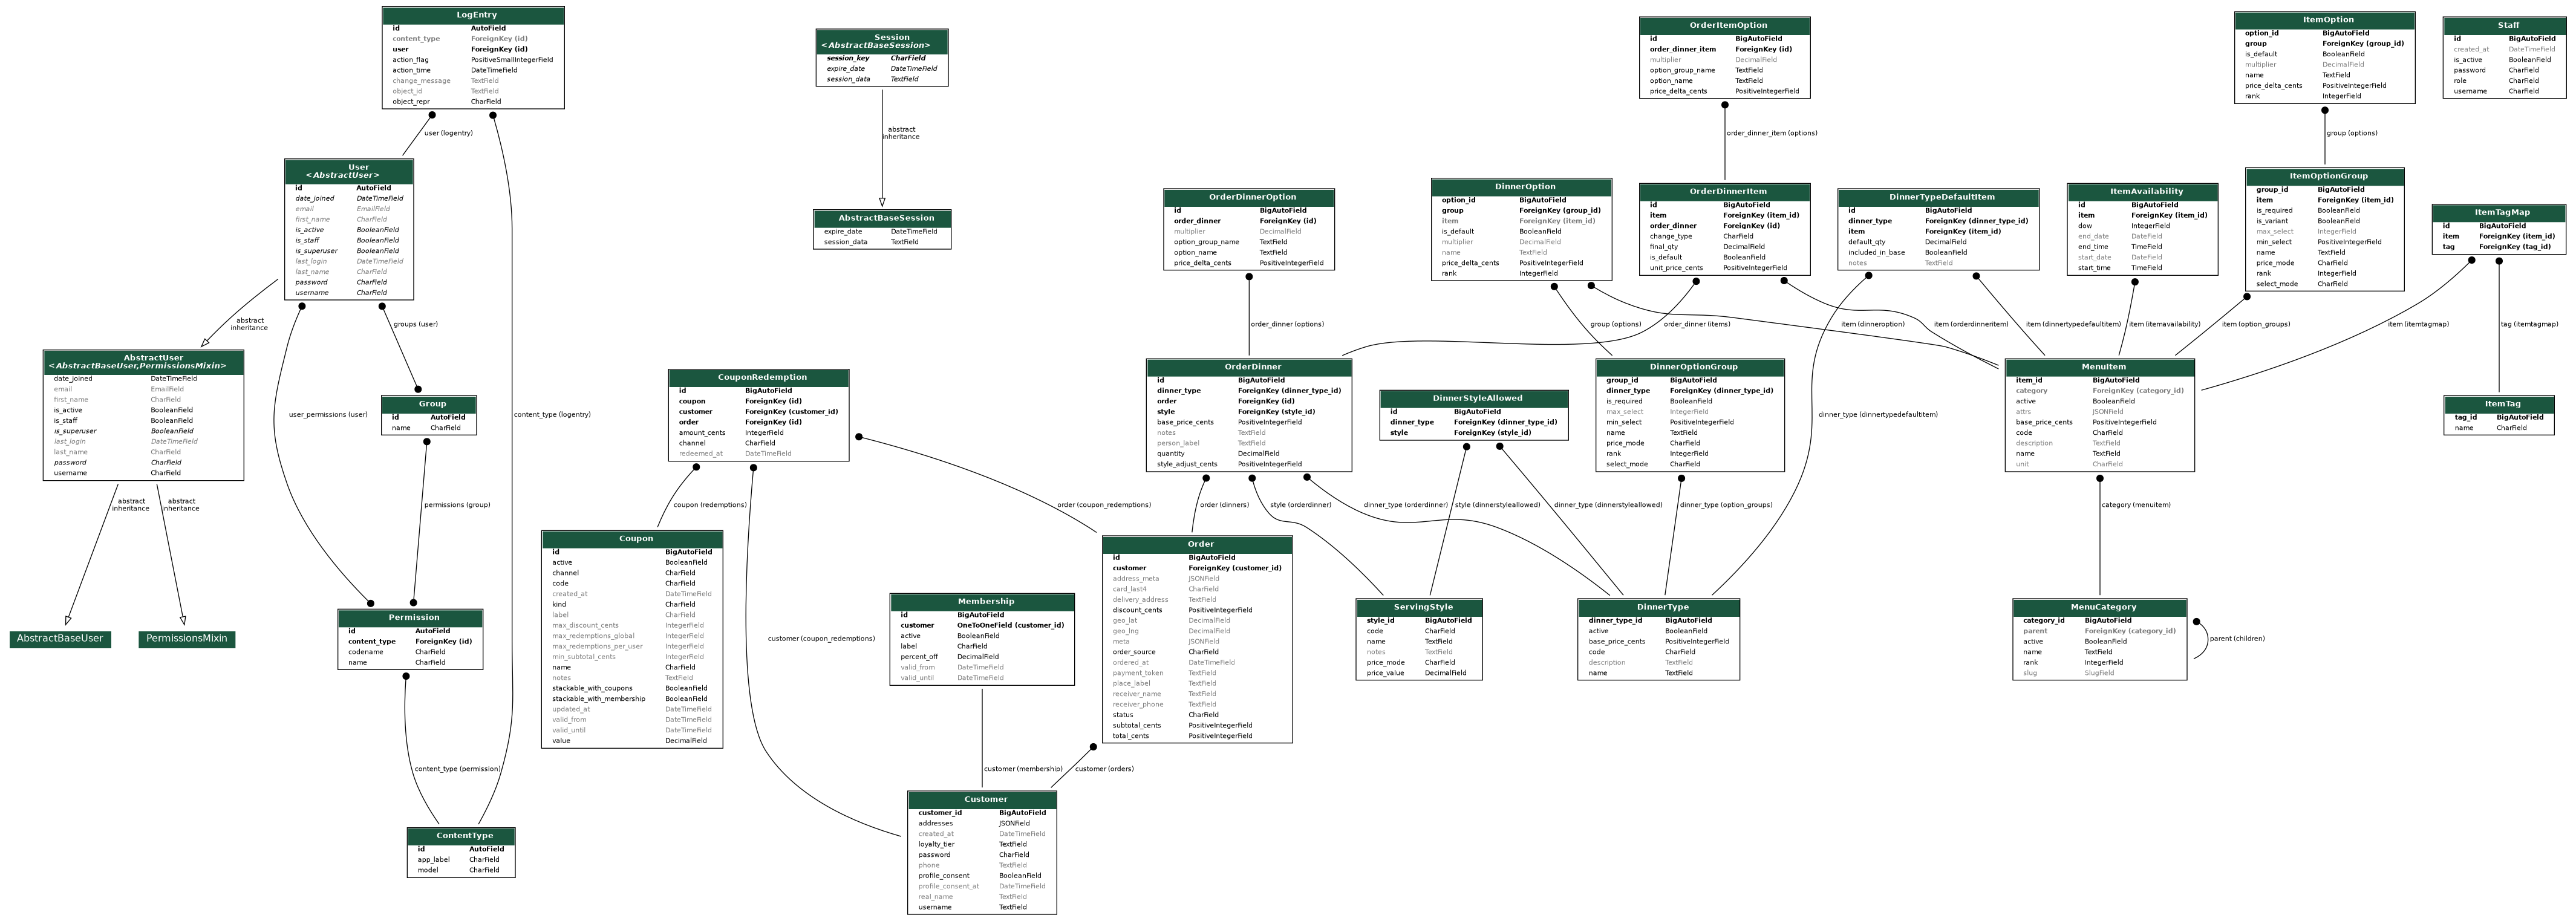 LogEntry
id AutoField
content_type ForeignKey (id)
user ForeignKey (id)
action_flag PositiveSmallIntegerField
action_time DateTimeField
change_message TextField
object_id TextField
object_repr CharField
user (logentry)
content_type (logentry)
User
<AbstractUser>
id AutoField
date_joined DateTimeField
email EmailField
first_name CharField
is_active BooleanField
is_staff BooleanField
is_superuser BooleanField
last_login DateTimeField
last_name CharField
password CharField
username CharField
abstract
inheritance
groups (user)
user_permissions (user)
AbstractUser
<AbstractBaseUser,PermissionsMixin>
date_joined DateTimeField
email EmailField
first_name CharField
is_active BooleanField
is_staff BooleanField
is_superuser BooleanField
last_login DateTimeField
last_name CharField
password CharField
username CharField
abstract
inheritance
abstract
inheritance
AbstractBaseUser
PermissionsMixin
Group
id AutoField
name CharField
permissions (group)
Permission
id AutoField
content_type ForeignKey (id)
codename CharField
name CharField
content_type (permission)
ContentType
id AutoField
app_label CharField
model CharField
Session
<AbstractBaseSession>
session_key CharField
expire_date DateTimeField
session_data TextField
abstract
inheritance
AbstractBaseSession
expire_date DateTimeField
session_data TextField
CouponRedemption
id BigAutoField
coupon ForeignKey (id)
customer ForeignKey (customer_id)
order ForeignKey (id)
amount_cents IntegerField
channel CharField
redeemed_at DateTimeField
coupon (redemptions)
customer (coupon_redemptions)
order (coupon_redemptions)
Coupon
id BigAutoField
active BooleanField
channel CharField
code CharField
created_at DateTimeField
kind CharField
label CharField
max_discount_cents IntegerField
max_redemptions_global IntegerField
max_redemptions_per_user IntegerField
min_subtotal_cents IntegerField
name CharField
notes TextField
stackable_with_coupons BooleanField
stackable_with_membership BooleanField
updated_at DateTimeField
valid_from DateTimeField
valid_until DateTimeField
value DecimalField
Membership
id BigAutoField
customer OneToOneField (customer_id)
active BooleanField
label CharField
percent_off DecimalField
valid_from DateTimeField
valid_until DateTimeField
customer (membership)
customer (orders)
Customer
customer_id BigAutoField
addresses JSONField
created_at DateTimeField
loyalty_tier TextField
password CharField
phone TextField
profile_consent BooleanField
profile_consent_at DateTimeField
real_name TextField
username TextField
Order
id BigAutoField
customer ForeignKey (customer_id)
address_meta JSONField
card_last4 CharField
delivery_address TextField
discount_cents PositiveIntegerField
geo_lat DecimalField
geo_lng DecimalField
meta JSONField
order_source CharField
ordered_at DateTimeField
payment_token TextField
place_label TextField
receiver_name TextField
receiver_phone TextField
status CharField
subtotal_cents PositiveIntegerField
total_cents PositiveIntegerField
OrderDinnerOption
id BigAutoField
order_dinner ForeignKey (id)
multiplier DecimalField
option_group_name TextField
option_name TextField
price_delta_cents PositiveIntegerField
order_dinner (options)
OrderDinner
id BigAutoField
dinner_type ForeignKey (dinner_type_id)
order ForeignKey (id)
style ForeignKey (style_id)
base_price_cents PositiveIntegerField
notes TextField
person_label TextField
quantity DecimalField
style_adjust_cents PositiveIntegerField
order (dinners)
style (orderdinner)
dinner_type (orderdinner)
DinnerOption
option_id BigAutoField
group ForeignKey (group_id)
item ForeignKey (item_id)
is_default BooleanField
multiplier DecimalField
name TextField
price_delta_cents PositiveIntegerField
rank IntegerField
group (options)
item (dinneroption)
DinnerStyleAllowed
id BigAutoField
dinner_type ForeignKey (dinner_type_id)
style ForeignKey (style_id)
style (dinnerstyleallowed)
dinner_type (dinnerstyleallowed)
ServingStyle
style_id BigAutoField
code CharField
name TextField
notes TextField
price_mode CharField
price_value DecimalField
OrderItemOption
id BigAutoField
order_dinner_item ForeignKey (id)
multiplier DecimalField
option_group_name TextField
option_name TextField
price_delta_cents PositiveIntegerField
order_dinner_item (options)
OrderDinnerItem
id BigAutoField
item ForeignKey (item_id)
order_dinner ForeignKey (id)
change_type CharField
final_qty DecimalField
is_default BooleanField
unit_price_cents PositiveIntegerField
order_dinner (items)
item (orderdinneritem)
DinnerOptionGroup
group_id BigAutoField
dinner_type ForeignKey (dinner_type_id)
is_required BooleanField
max_select IntegerField
min_select PositiveIntegerField
name TextField
price_mode CharField
rank IntegerField
select_mode CharField
dinner_type (option_groups)
DinnerType
dinner_type_id BigAutoField
active BooleanField
base_price_cents PositiveIntegerField
code CharField
description TextField
name TextField
DinnerTypeDefaultItem
id BigAutoField
dinner_type ForeignKey (dinner_type_id)
item ForeignKey (item_id)
default_qty DecimalField
included_in_base BooleanField
notes TextField
dinner_type (dinnertypedefaultitem)
item (dinnertypedefaultitem)
ItemAvailability
id BigAutoField
item ForeignKey (item_id)
dow IntegerField
end_date DateField
end_time TimeField
start_date DateField
start_time TimeField
item (itemavailability)
ItemOption
option_id BigAutoField
group ForeignKey (group_id)
is_default BooleanField
multiplier DecimalField
name TextField
price_delta_cents PositiveIntegerField
rank IntegerField
group (options)
ItemOptionGroup
group_id BigAutoField
item ForeignKey (item_id)
is_required BooleanField
is_variant BooleanField
max_select IntegerField
min_select PositiveIntegerField
name TextField
price_mode CharField
rank IntegerField
select_mode CharField
item (option_groups)
Staff
id BigAutoField
created_at DateTimeField
is_active BooleanField
password CharField
role CharField
username CharField
ItemTagMap
id BigAutoField
item ForeignKey (item_id)
tag ForeignKey (tag_id)
item (itemtagmap)
tag (itemtagmap)
ItemTag
tag_id BigAutoField
name CharField
MenuItem
item_id BigAutoField
category ForeignKey (category_id)
active BooleanField
attrs JSONField
base_price_cents PositiveIntegerField
code CharField
description TextField
name TextField
unit CharField
category (menuitem)
MenuCategory
category_id BigAutoField
parent ForeignKey (category_id)
active BooleanField
name TextField
rank IntegerField
slug SlugField
parent (children)